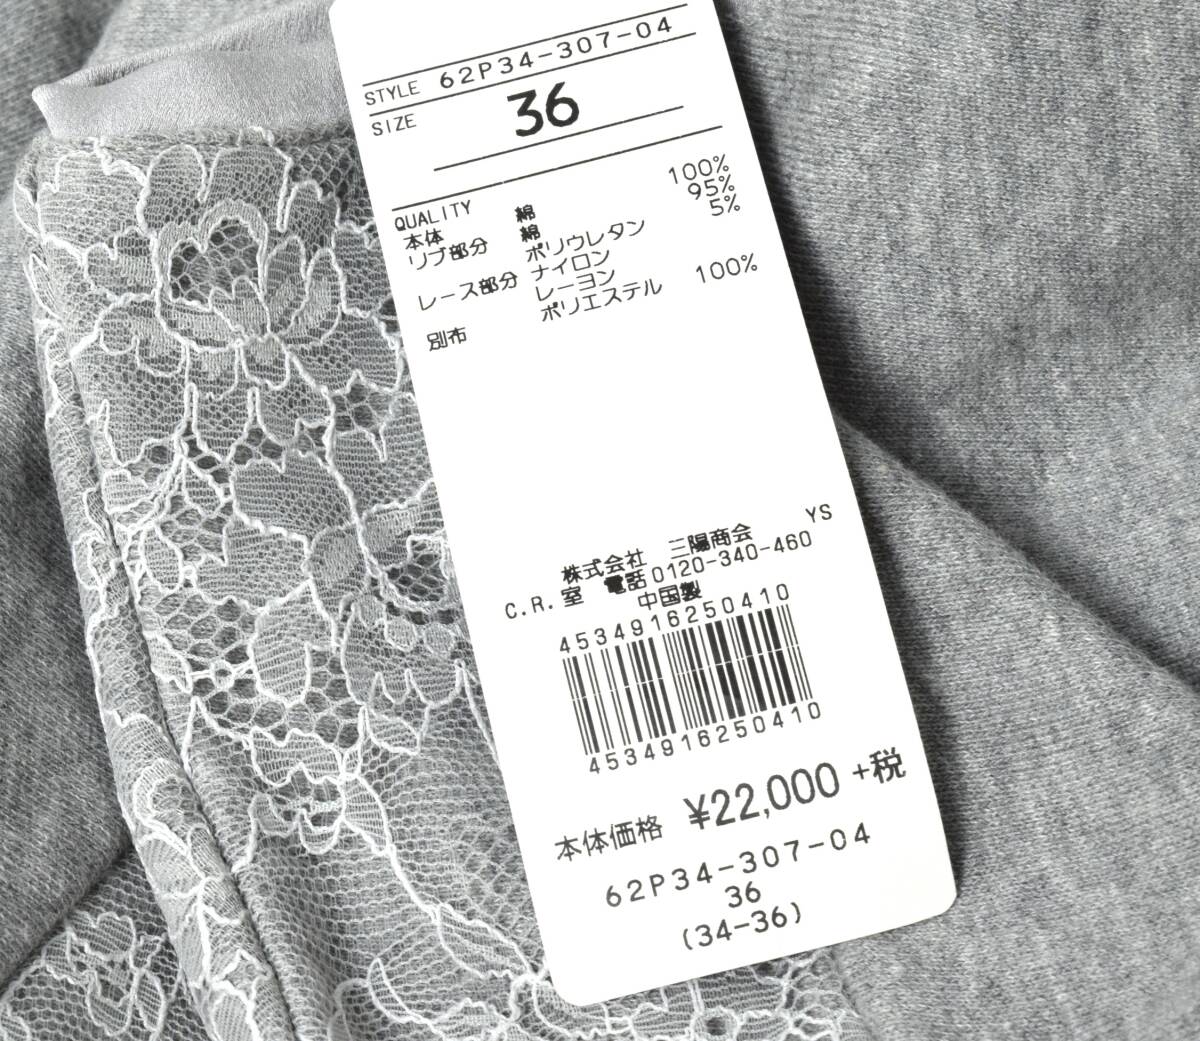 STYLE 62P34-307-04
SIZE 36
QUALITY
本体 綿 100%
リブ部分 綿 95%
ポリウレタン 5%
レース部分 ナイロン
レーヨン
別布 ポリエステル 100%
YS
株式会社 三陽商会
C.R.室 電話0120-340-460
中国製
4534916250410
4534916250410
本体価格 ¥22,000 +税
62P34-307-04
36
(34-36)